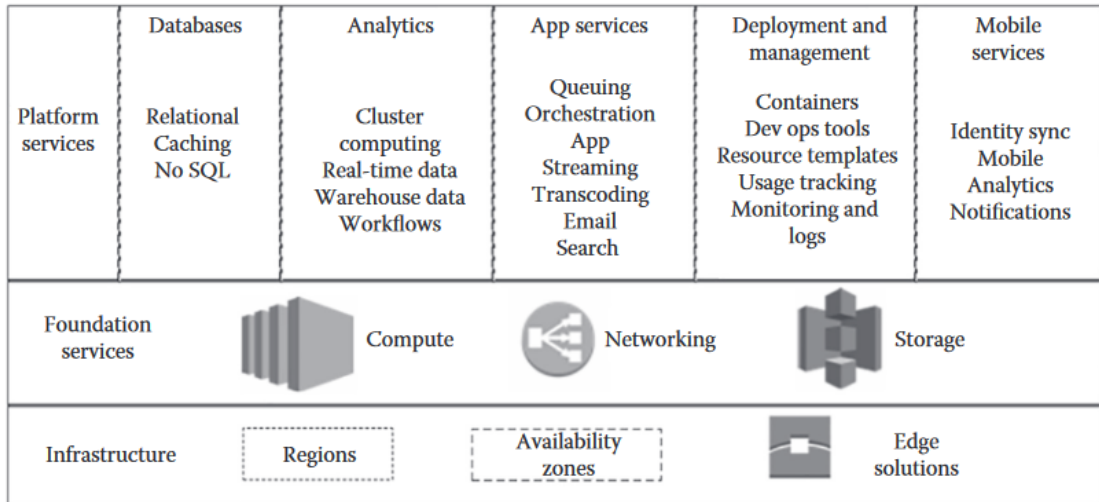 Platform
services
Databases
Relational
Caching
No SQL
Analytics
Cluster
computing
Real-time data
Warehouse data
Workflows
App services
Queuing
Orchestration
App
Streaming
Transcoding
Email
Search
Deployment and
management
Containers
Dev ops tools
Resource templates
Usage tracking
Monitoring and
logs
Mobile
services
Identity sync
Mobile
Analytics
Notifications
Foundation
services
Compute
Networking
Storage
Infrastructure
Regions
Availability
zones
Edge
solutions